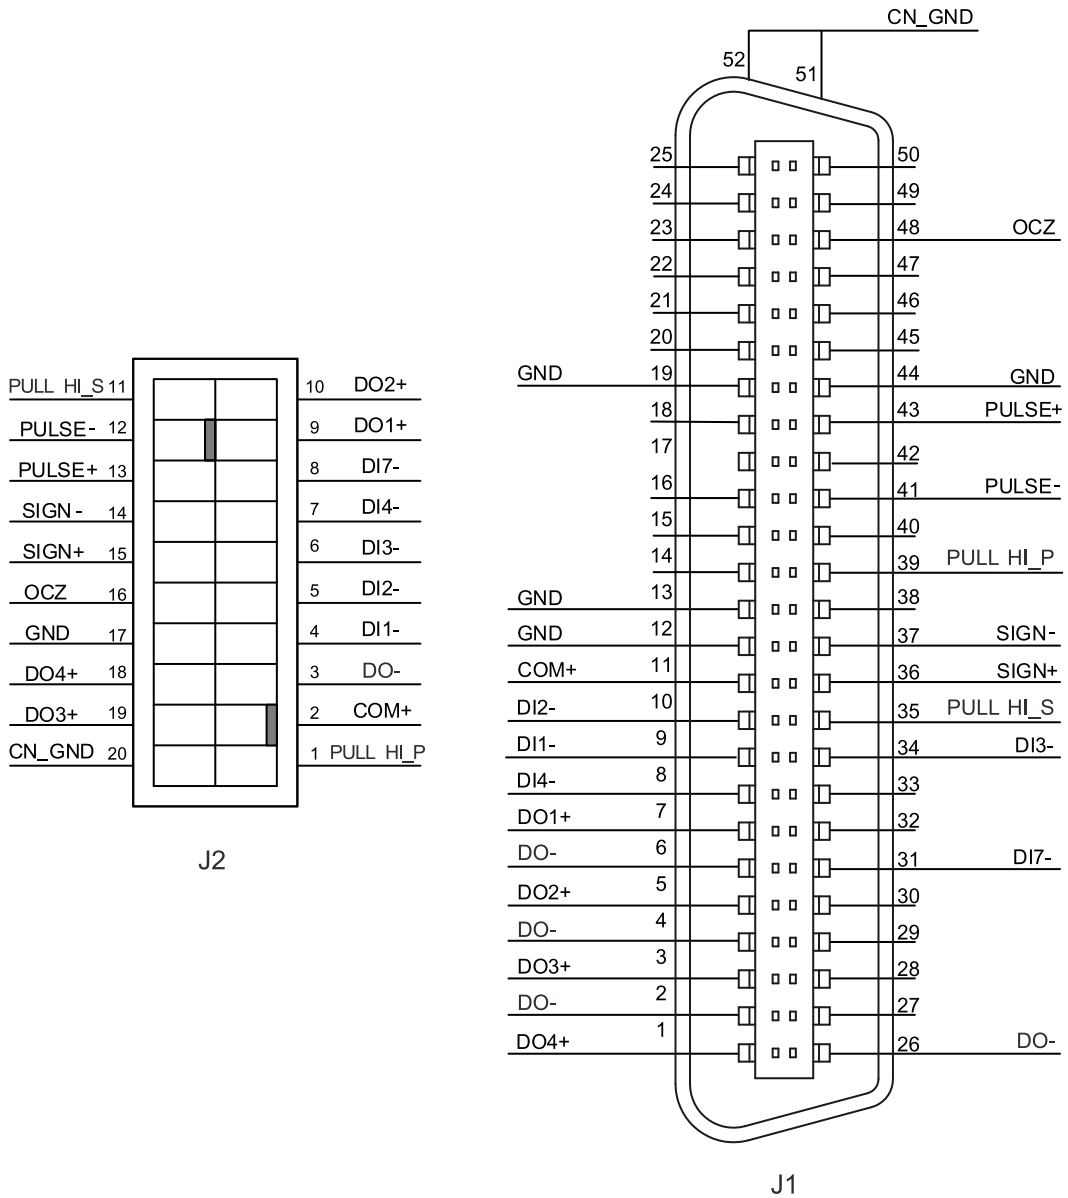 CN_GND
52
51
25
50
24
49
23
48 OCZ
22
47
21
46
20
45
GND 19
44 GND
18
43 PULSE+
17
42
16
41 PULSE-
15
40
14
39 PULL HI_P
GND 13
38
GND 12
37 SIGN-
COM+ 11
36 SIGN+
DI2- 10
35 PULL HI_S
DI1- 9
34 DI3-
DI4- 8
33
DO1+ 7
32
DO- 6
31 DI7-
DO2+ 5
30
DO- 4
29
DO3+ 3
28
DO- 2
27
DO4+ 1
26 DO-
J1
PULL HI_S 11
10 DO2+
PULSE- 12
9 DO1+
PULSE+ 13
8 DI7-
SIGN- 14
7 DI4-
SIGN+ 15
6 DI3-
OCZ 16
5 DI2-
GND 17
4 DI1-
DO4+ 18
3 DO-
DO3+ 19
2 COM+
CN_GND 20
1 PULL HI_P
J2